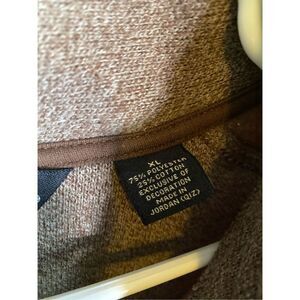 XL
75% POLYESTER
25% COTTON
EXCLUSIVE OF
DECORATION
MADE IN
JORDAN (QIZ)